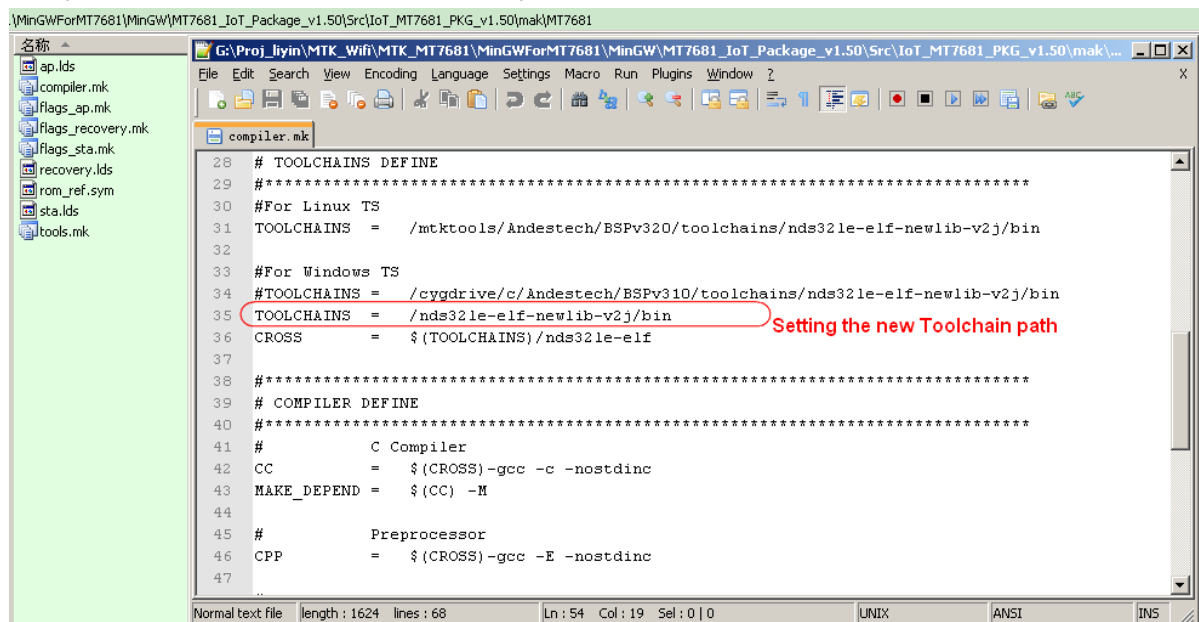 .\MinGWForMT7681\MinGW\MT7681_IoT_Package_v1.50\Src\IoT_MT7681_PKG_v1.50\mak\MT7681
名称
ap.lds
compiler.mk
flags_ap.mk
flags_recovery.mk
flags_sta.mk
recovery.lds
rom_ref.sym
sta.lds
tools.mk
G:\Proj_liyin\MTK_Wifi\MTK_MT7681\MinGWForMT7681\MinGW\MT7681_IoT_Package_v1.50\Src\IoT_MT7681_PKG_v1.50\mak\...
File Edit Search View Encoding Language Settings Macro Run Plugins Window ? X
compiler.mk
28 # TOOLCHAINS DEFINE
29 #*******************************************************************************
30 #For Linux TS
31 TOOLCHAINS = /mtktools/Andestech/BSPv320/toolchains/nds32le-elf-newlib-v2j/bin
32
33 #For Windows TS
34 #TOOLCHAINS = /cygdrive/c/Andestech/BSPv310/toolchains/nds32le-elf-newlib-v2j/bin
35 TOOLCHAINS = /nds32le-elf-newlib-v2j/bin Setting the new Toolchain path
36 CROSS = $(TOOLCHAINS)/nds32le-elf
37
38 #*******************************************************************************
39 # COMPILER DEFINE
40 #*******************************************************************************
41 # C Compiler
42 CC = $(CROSS)-gcc -c -nostdinc
43 MAKE_DEPEND = $(CC) -M
44
45 # Preprocessor
46 CPP = $(CROSS)-gcc -E -nostdinc
47
Normal text file length : 1624 lines : 68 Ln : 54 Col : 19 Sel : 0 | 0 UNIX ANSI INS